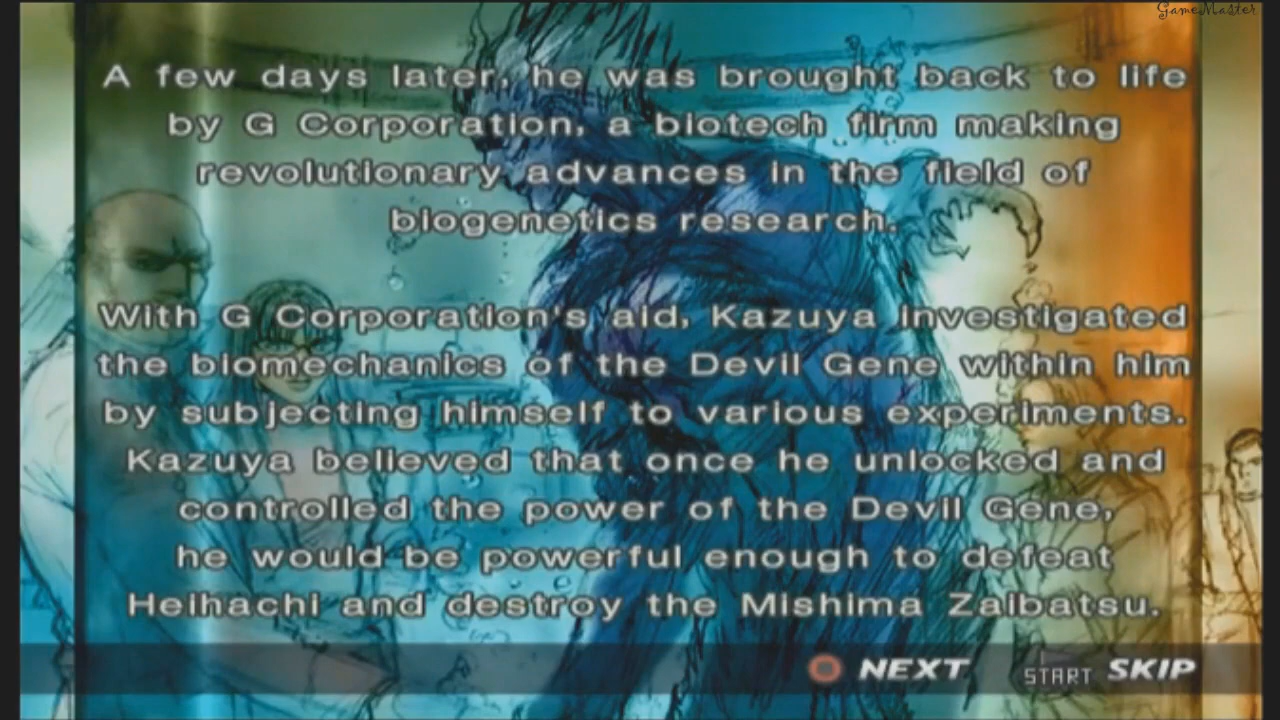 GameMaster
A few days later, he was brought back to life
by G Corporation, a biotech firm making
revolutionary advances in the field of
biogenetics research.
With G Corporation's aid, Kazuya investigated
the biomechanics of the Devil Gene within him
by subjecting himself to various experiments.
Kazuya believed that once he unlocked and
controlled the power of the Devil Gene,
he would be powerful enough to defeat
Heihachi and destroy the Mishima Zaibatsu.
NEXT START SKIP